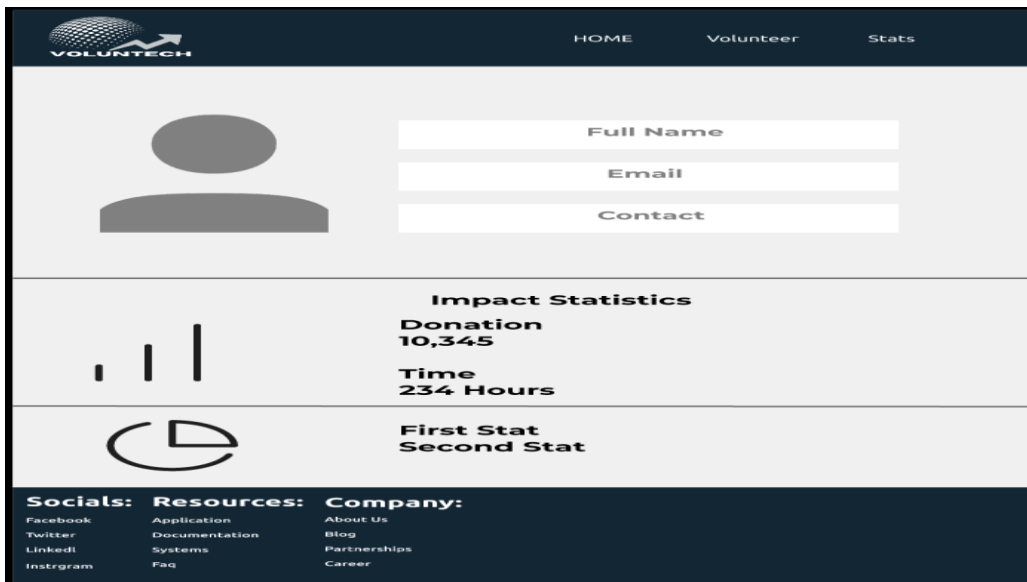 VOLUNTECH
HOME Volunteer Stats
Full Name
Email
Contact
Impact Statistics
Donation
10,345
Time
234 Hours
First Stat
Second Stat
Socials:
Facebook
Twitter
Linkedl
Instrgram
Resources:
Application
Documentation
Systems
Faq
Company:
About Us
Blog
Partnerships
Career